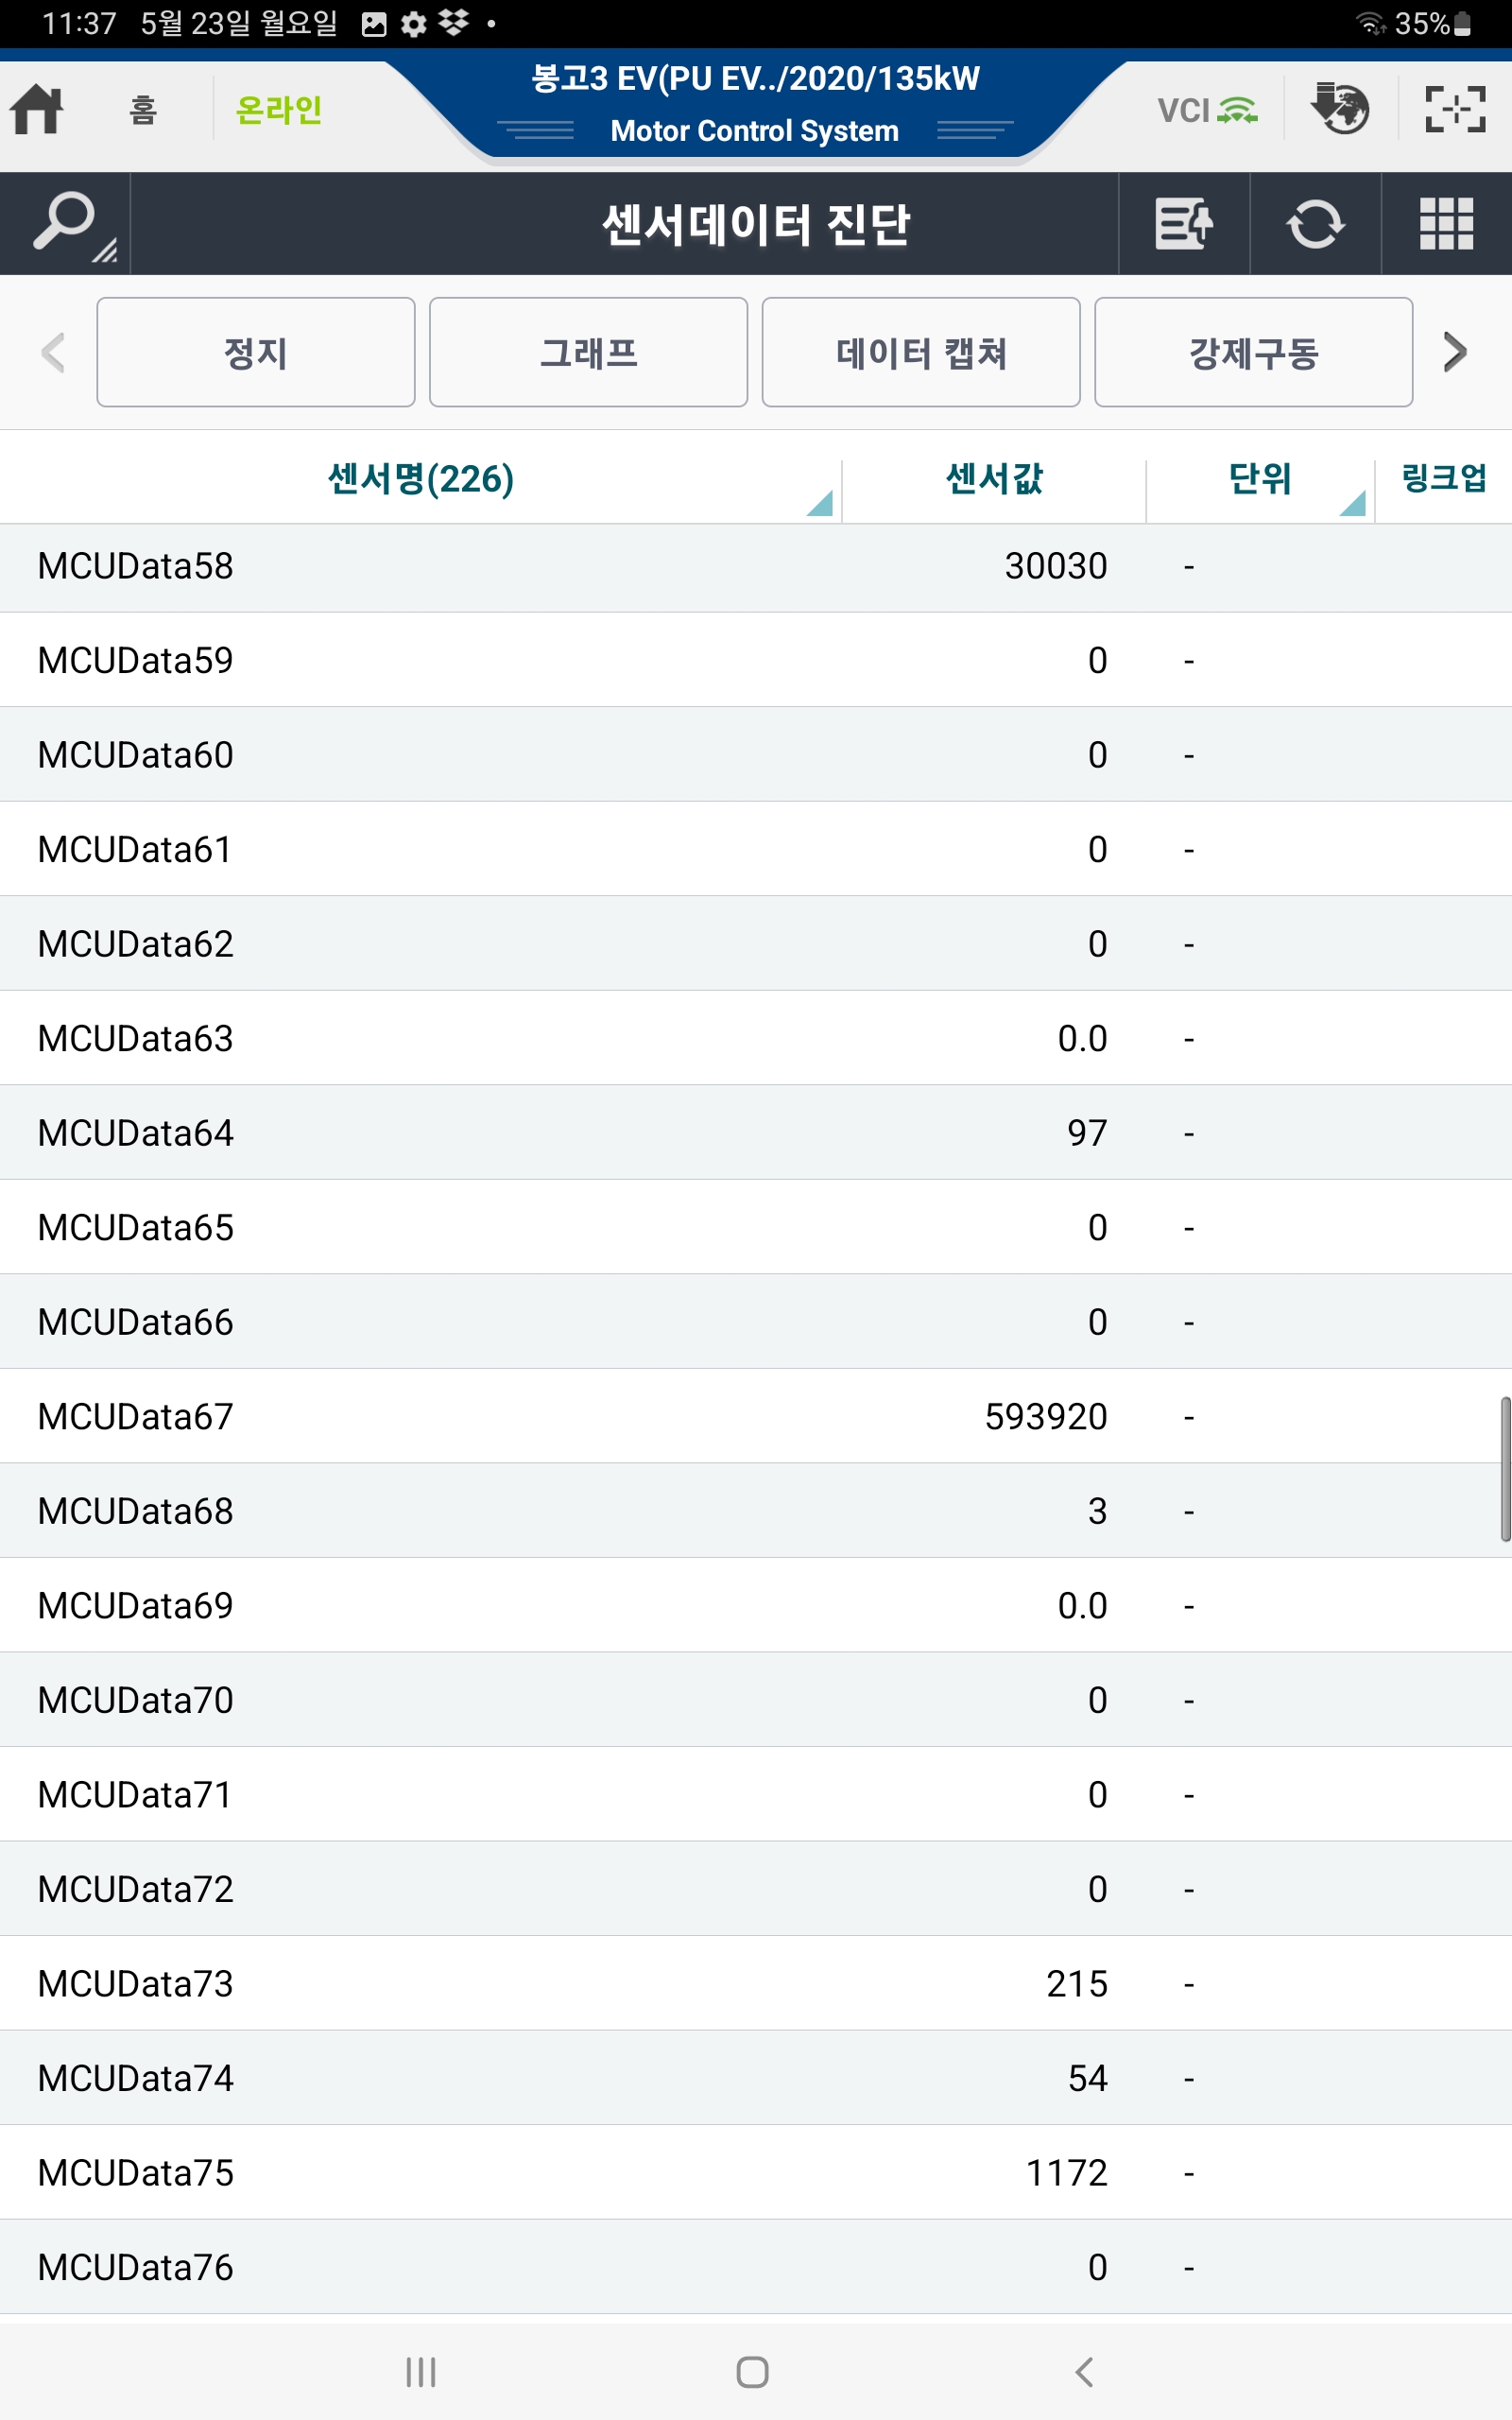 11:37 5월 23일 월요일 35%
봉고3 EV(PU EV../2020/135kW
홈 온라인 VCI
Motor Control System
센서데이터 진단
정지 그래프 데이터 캡쳐 강제구동
센서명(226) 센서값 단위 링크업
MCUData58 30030 -
MCUData59 0 -
MCUData60 0 -
MCUData61 0 -
MCUData62 0 -
MCUData63 0.0 -
MCUData64 97 -
MCUData65 0 -
MCUData66 0 -
MCUData67 593920 -
MCUData68 3 -
MCUData69 0.0 -
MCUData70 0 -
MCUData71 0 -
MCUData72 0 -
MCUData73 215 -
MCUData74 54 -
MCUData75 1172 -
MCUData76 0 -